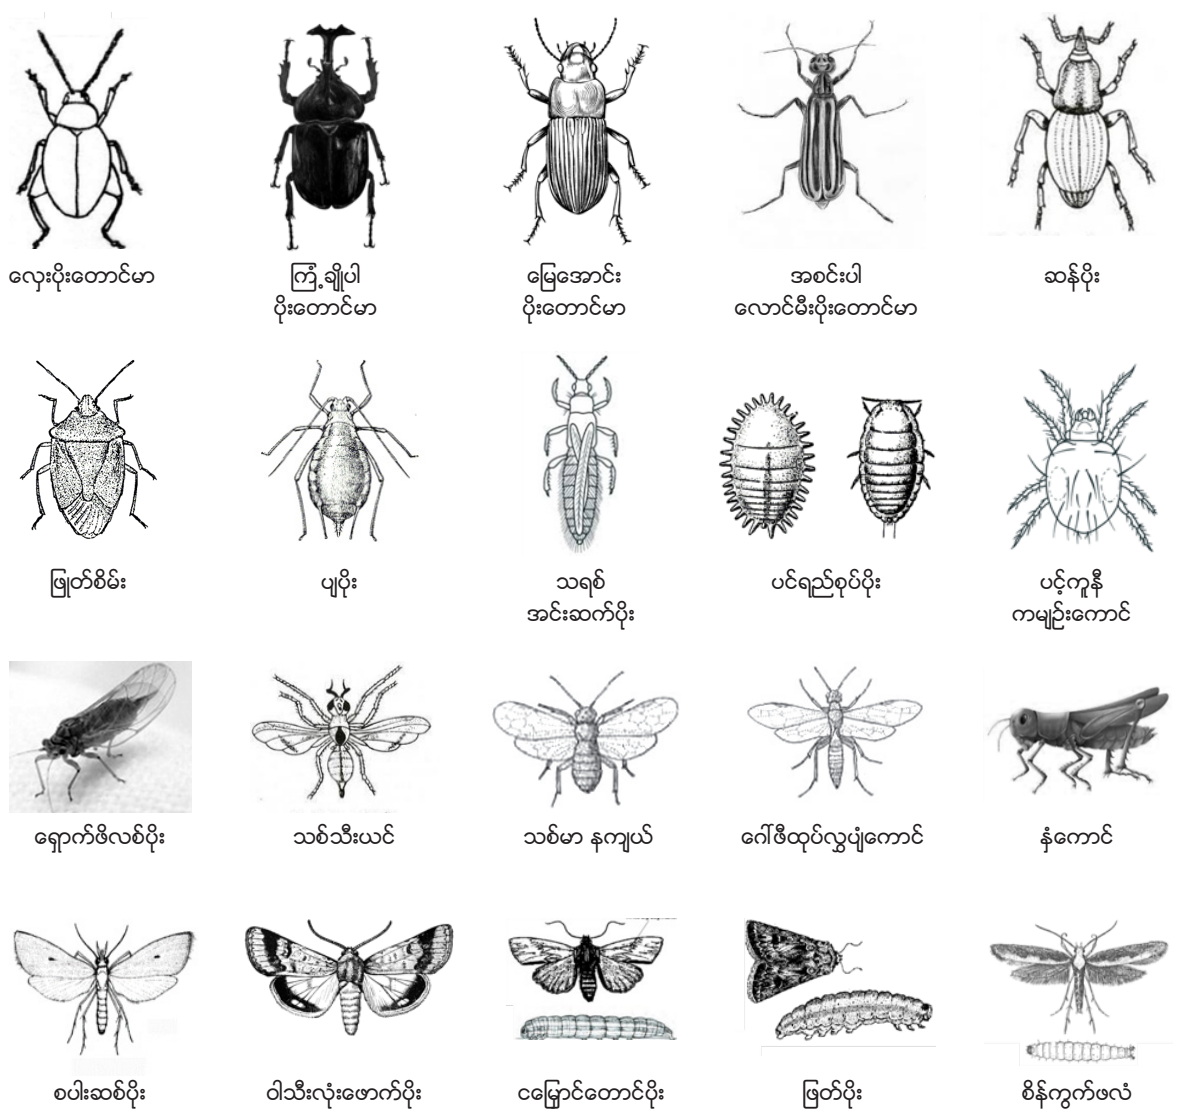 လှေးပိုးတောင်မာ
ကြံ့ချိုပါ
ပိုးတောင်မာ
မြေအောင်း
ပိုးတောင်မာ
အစင်းပါ
လောင်မီးပိုးတောင်မာ
ဆန်ပိုး
ဖြုတ်စိမ်း
ပျပိုး
သရစ်
အင်းဆက်ပိုး
ပင်ရည်စုပ်ပိုး
ပင့်ကူနီ
ကမျဉ်းကောင်
ရှောက်ဖိလစ်ပိုး
သစ်သီးယင်
သစ်မာ နကျယ်
ဂေါ်ဖီထုပ်လွှပျံကောင်
နှံကောင်
စပါးဆစ်ပိုး
ဝါသီးလုံးဖောက်ပိုး
ငမြှောင်တောင်ပိုး
ဖြတ်ပိုး
စိန်ကွက်ဖလံ